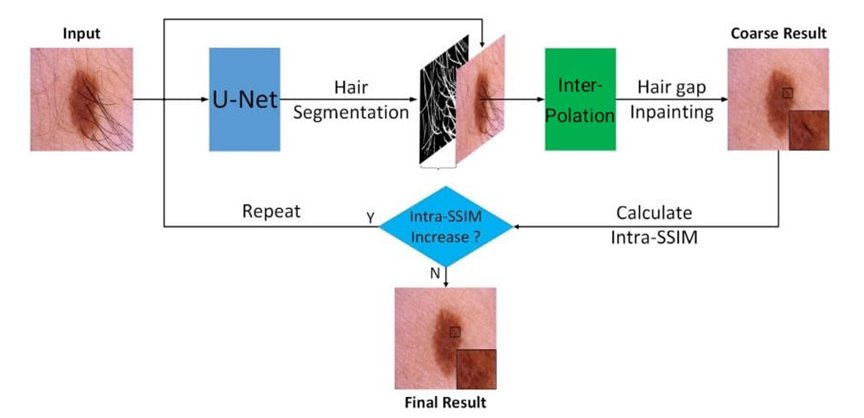 Input
Coarse Result
U-Net
Hair
Segmentation
Inter-
Polation
Hair gap
Inpainting
Repeat
Y
Intra-SSIM
Increase ?
Calculate
Intra-SSIM
N
Final Result